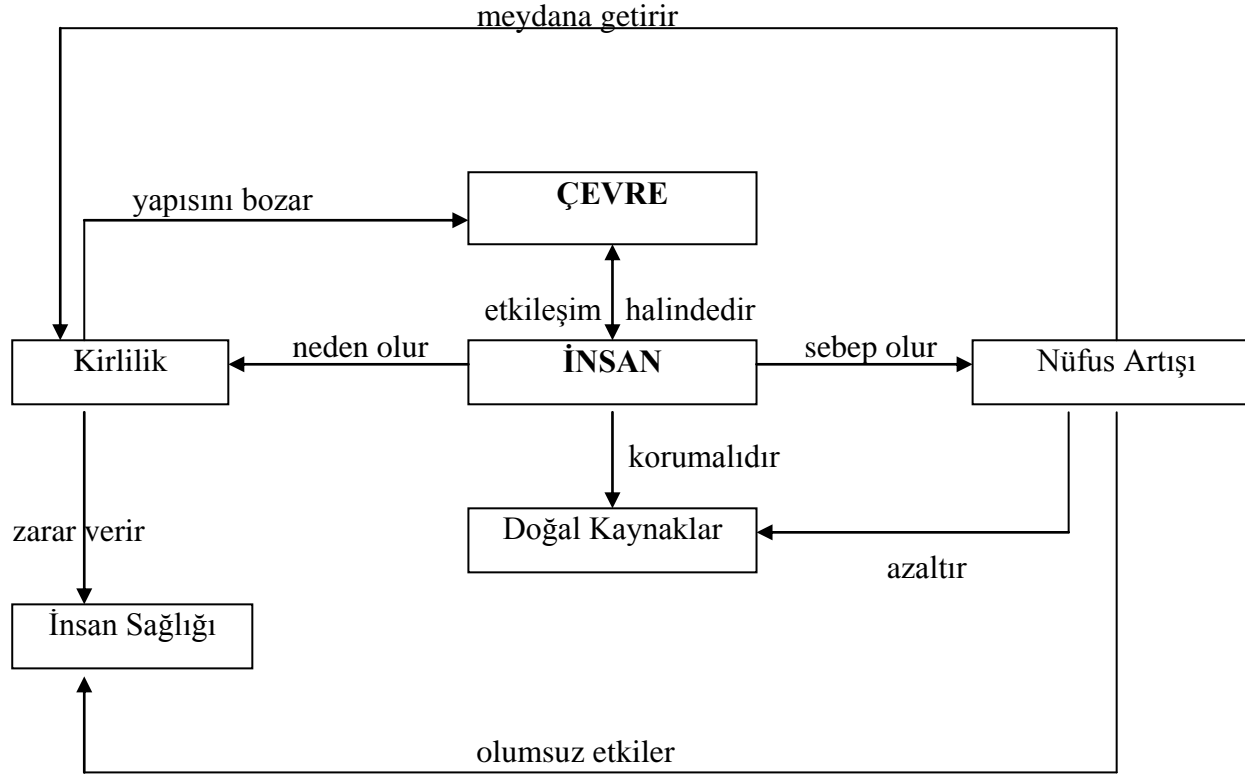 meydana getirir
ÇEVRE
yapısını bozar
etkileşim halindedir
Kirlilik
neden olur
İNSAN
sebep olur
Nüfus Artışı
korumalıdır
zarar verir
Doğal Kaynaklar
azaltır
İnsan Sağlığı
olumsuz etkiler